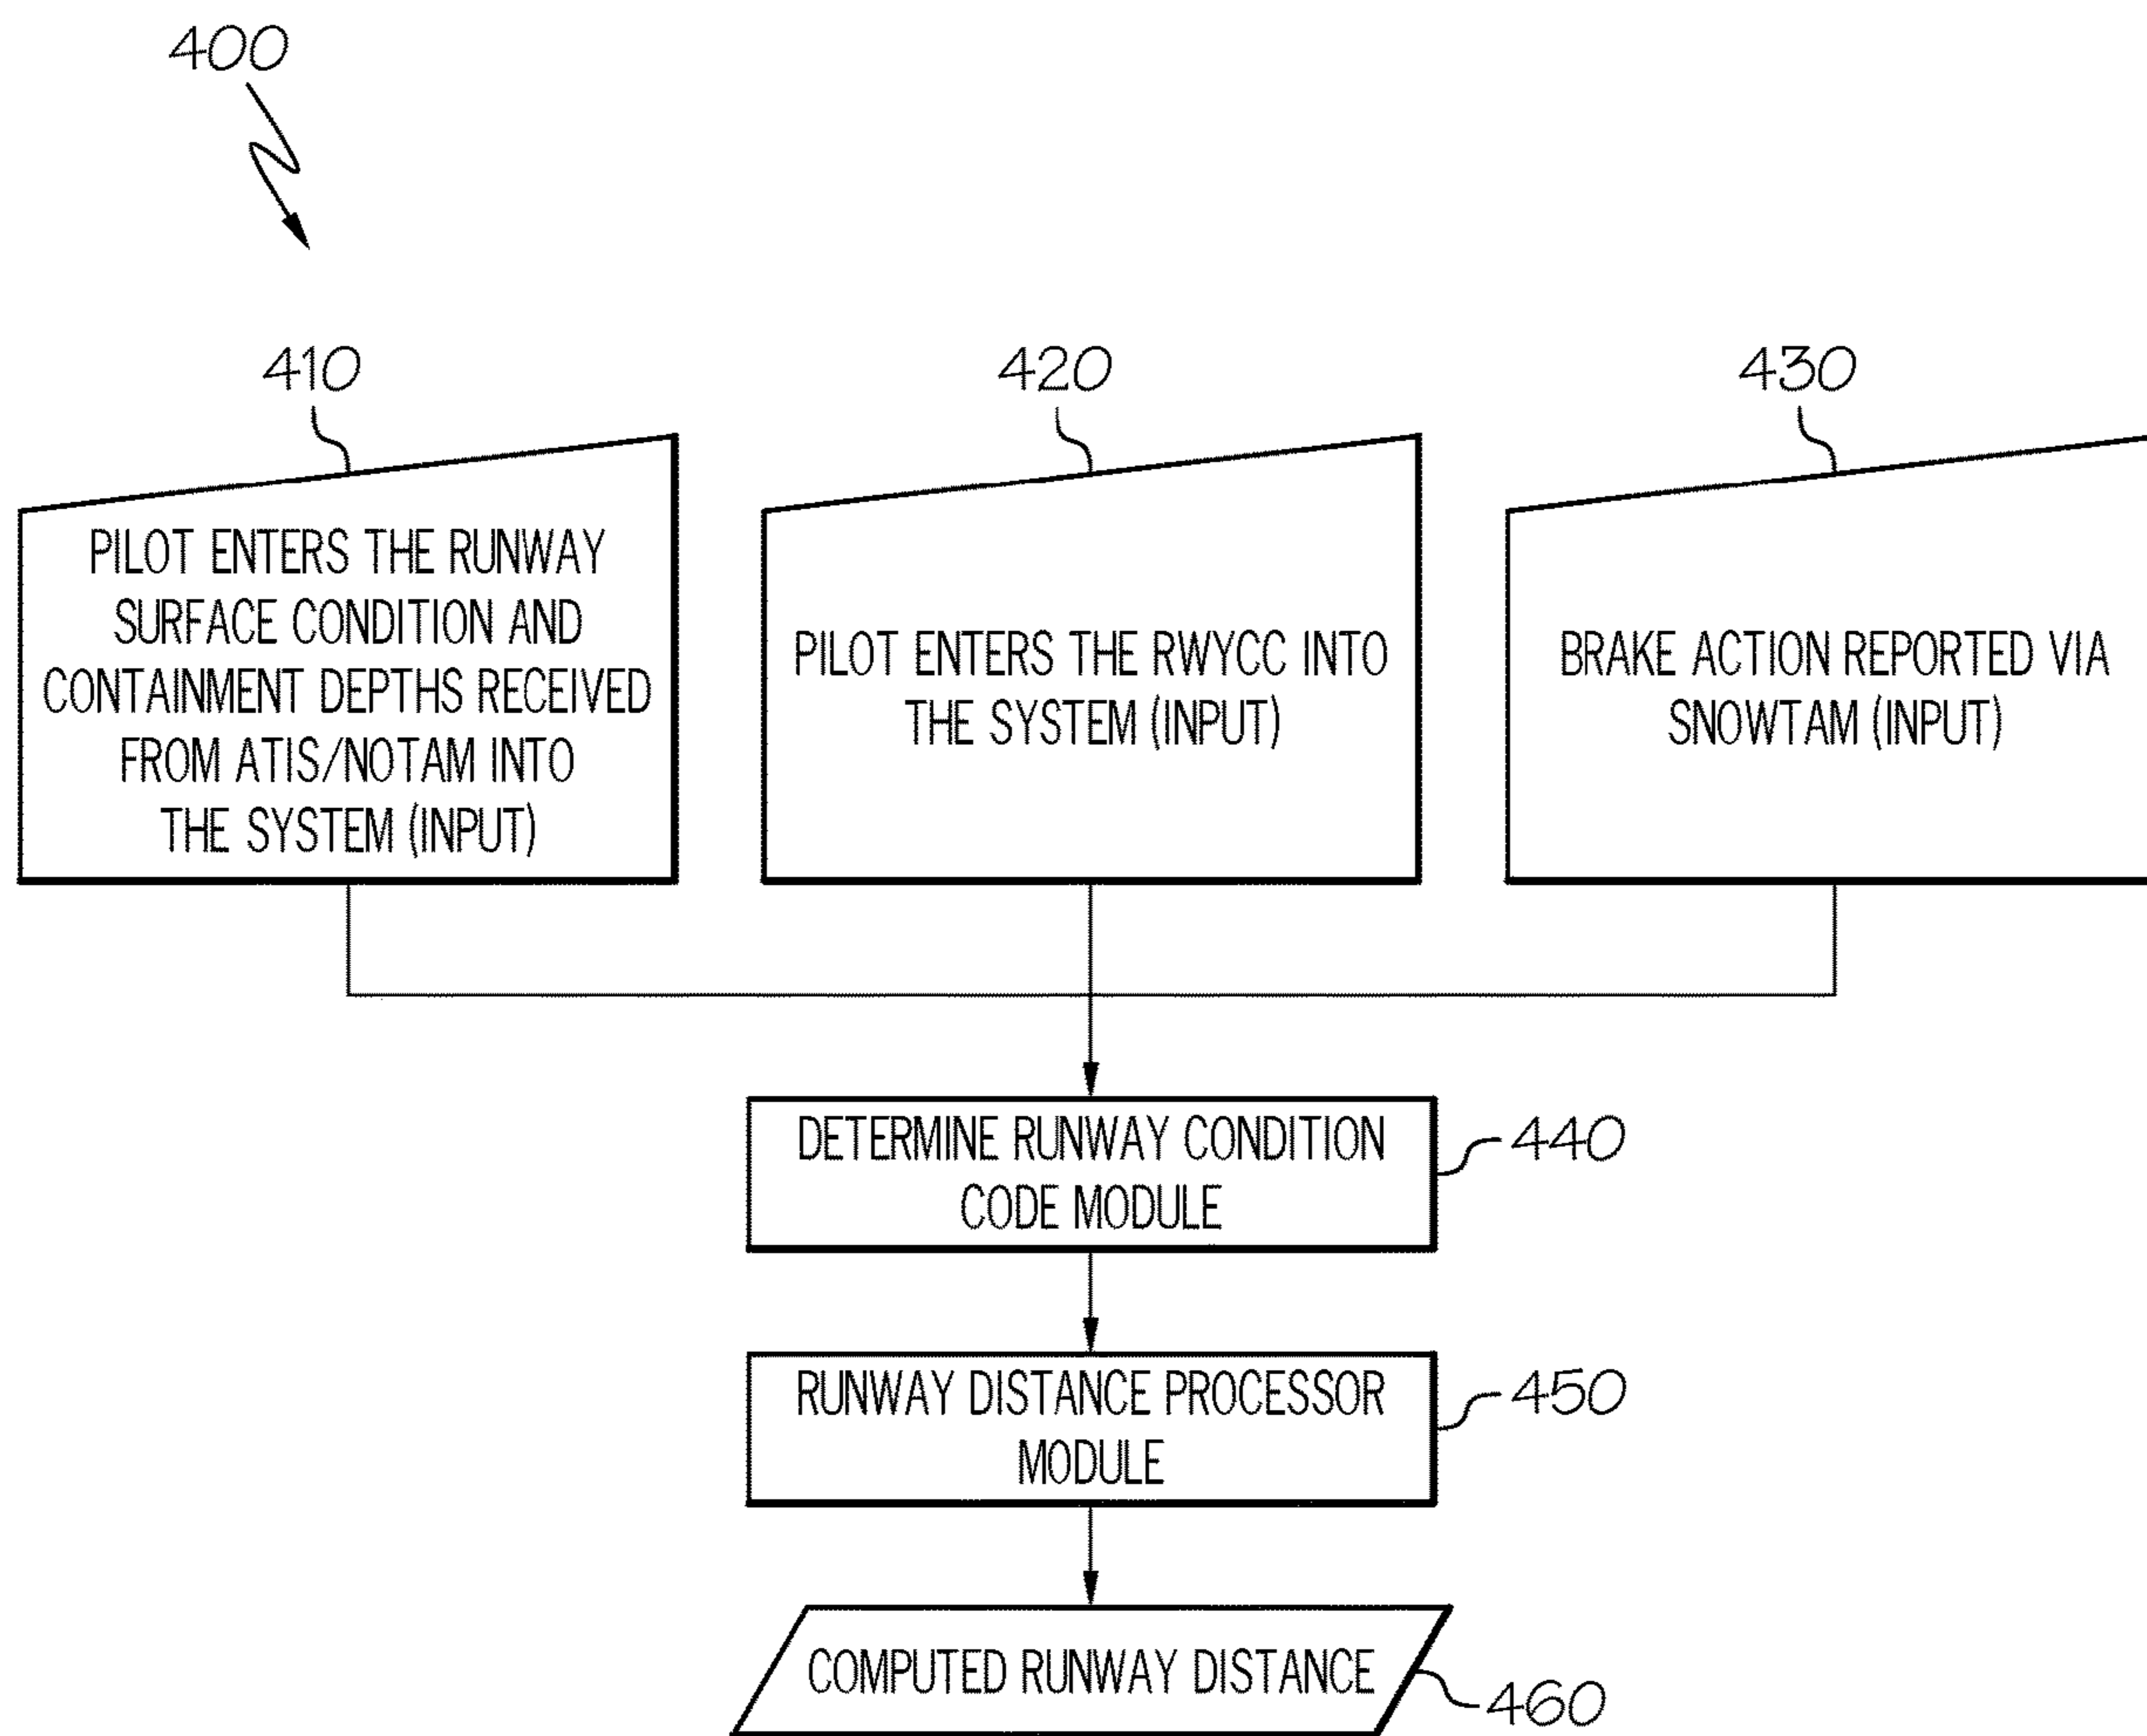 400
410
PILOT ENTERS THE RUNWAY
SURFACE CONDITION AND
CONTAINMENT DEPTHS RECEIVED
FROM ATIS/NOTAM INTO
THE SYSTEM (INPUT)
420
PILOT ENTERS THE RWYCC INTO
THE SYSTEM (INPUT)
430
BRAKE ACTION REPORTED VIA
SNOWTAM (INPUT)
DETERMINE RUNWAY CONDITION
CODE MODULE
440
RUNWAY DISTANCE PROCESSOR
MODULE
450
COMPUTED RUNWAY DISTANCE
460